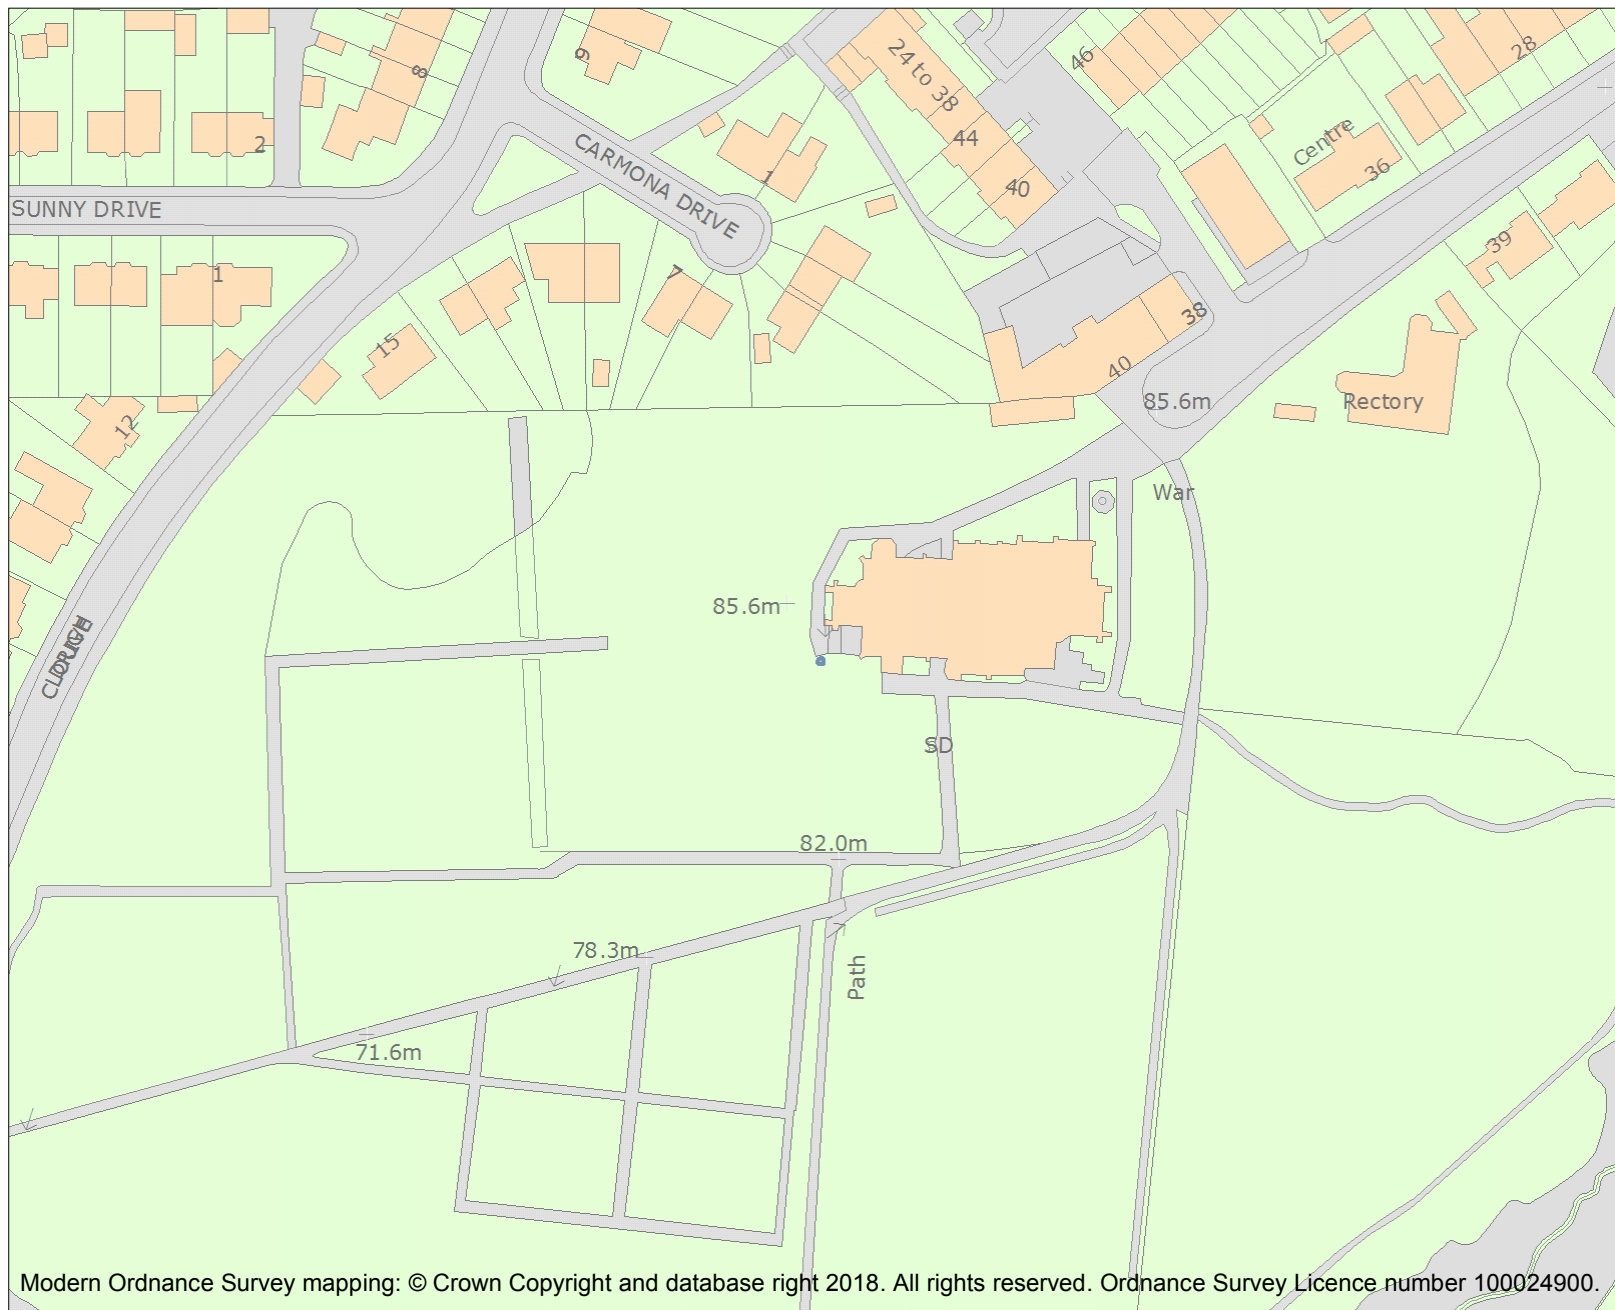 24 to 38
46
28
9
8
44
2
CARMONA DRIVE
1
Centre
36
40
SUNNY DRIVE
39
1
7
38
15
40
85.6m
Rectory
12
War
85.6m
CLOUGH
DRIVE
SD
82.0m
78.3m
Path
71.6m
Modern Ordnance Survey mapping: © Crown Copyright and database right 2018. All rights reserved. Ordnance Survey Licence number 100024900.